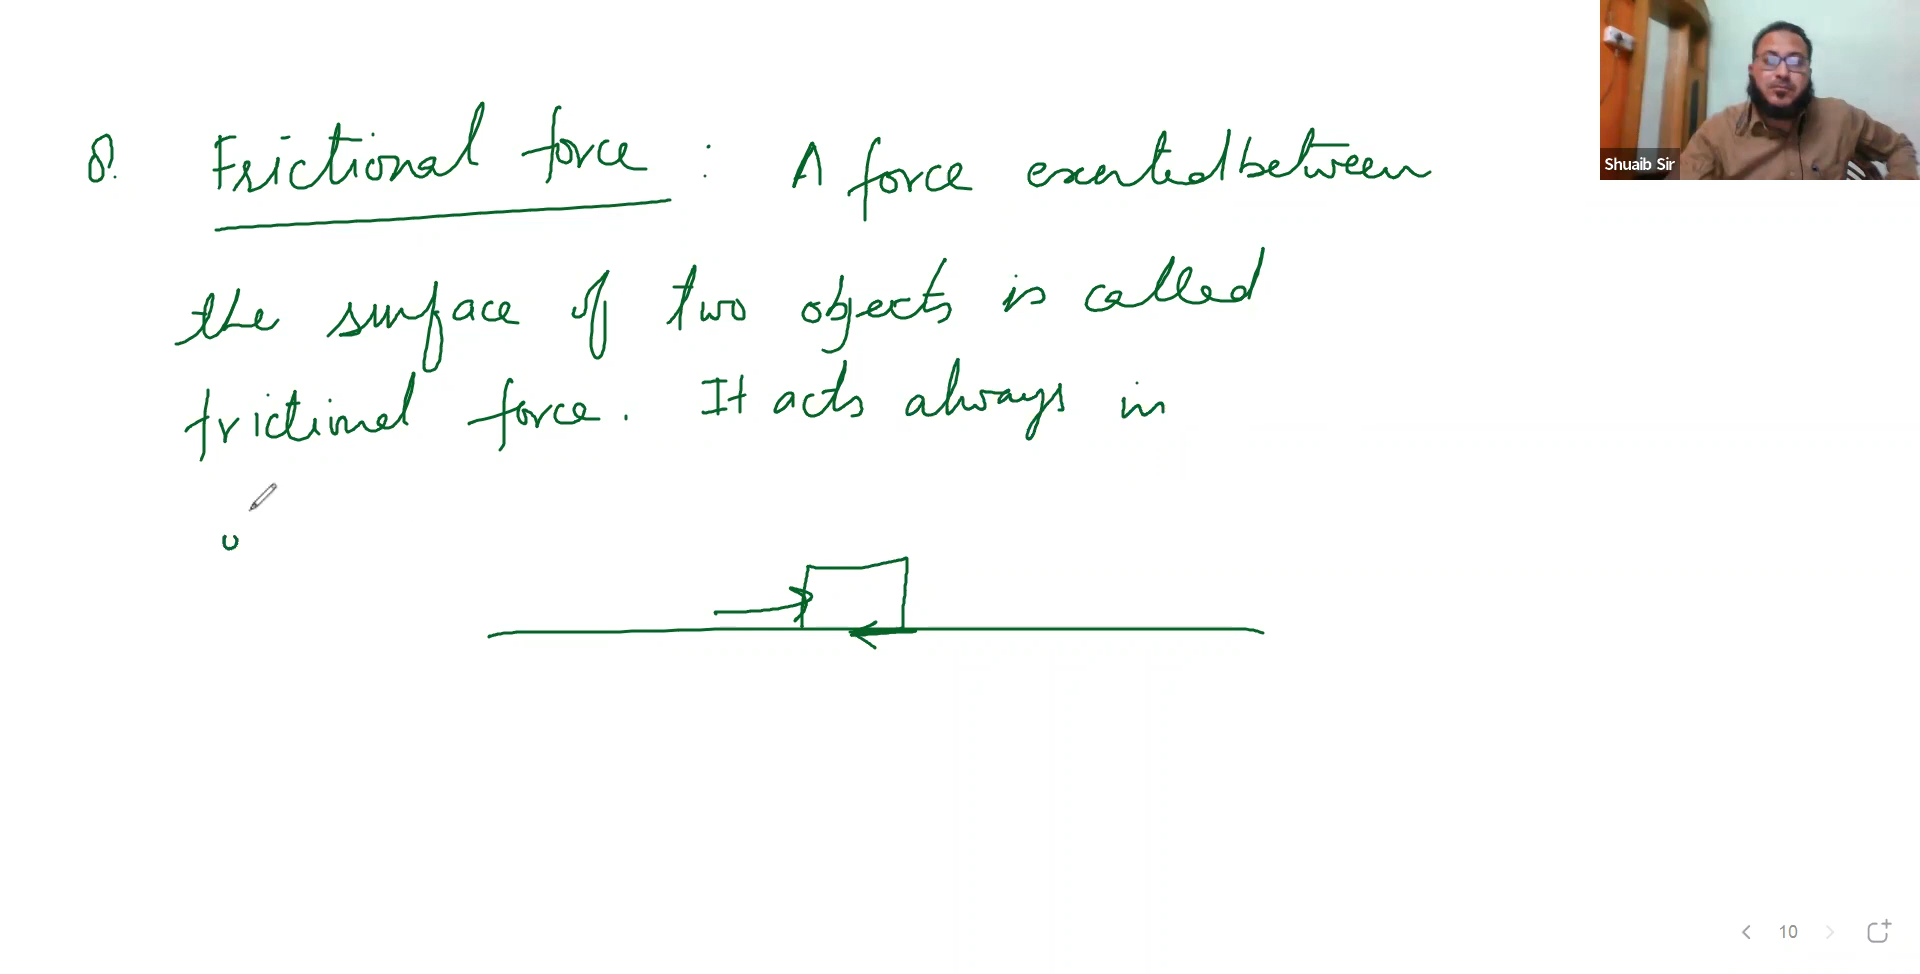 8. Frictional force : A force exerted between
the surface of two objects is called
frictional force. It acts always in
Shuaib Sir
10